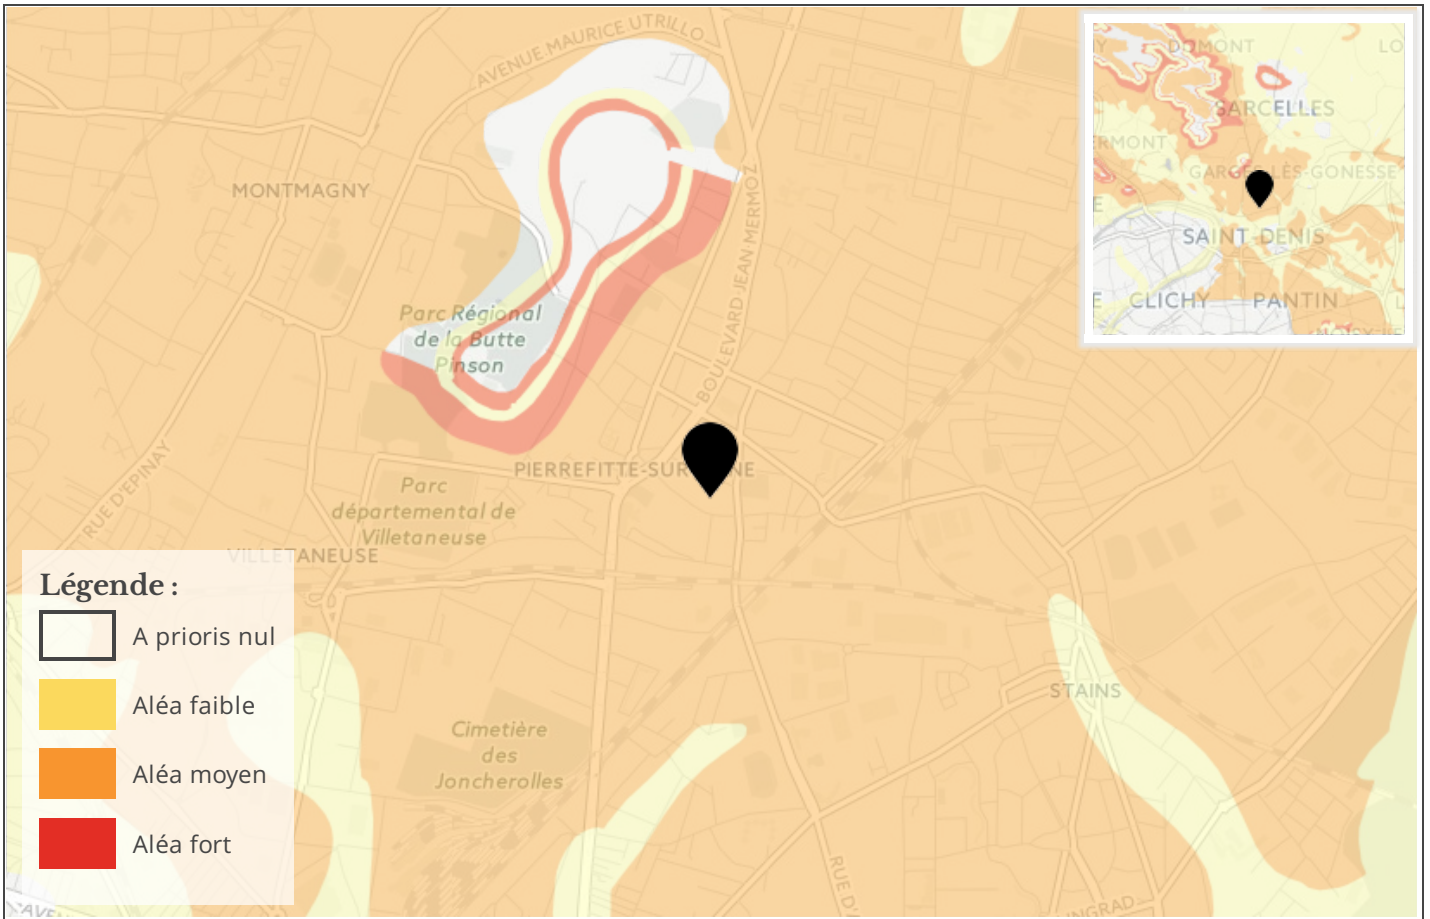 AVENUE MAURICE UTRILLO
MONTMAGNY
BOULEVARD JEAN MERMOZ
Parc Régional
de la Butte
Pinson
PIERREFITTE-SUR
NE
Parc
départemental de
Villetaneuse
RUE D'EPINAY
VILLETANEUSE
STAINS
Cimetière
des
Joncherolles
RUE
Légende :
A prioris nul
Aléa faible
Aléa moyen
Aléa fort
DOMONT
LO
SARCELLES
ERMONT
LÈS-GONESSE
SAINT DENIS
E
CLICHY
PANTIN